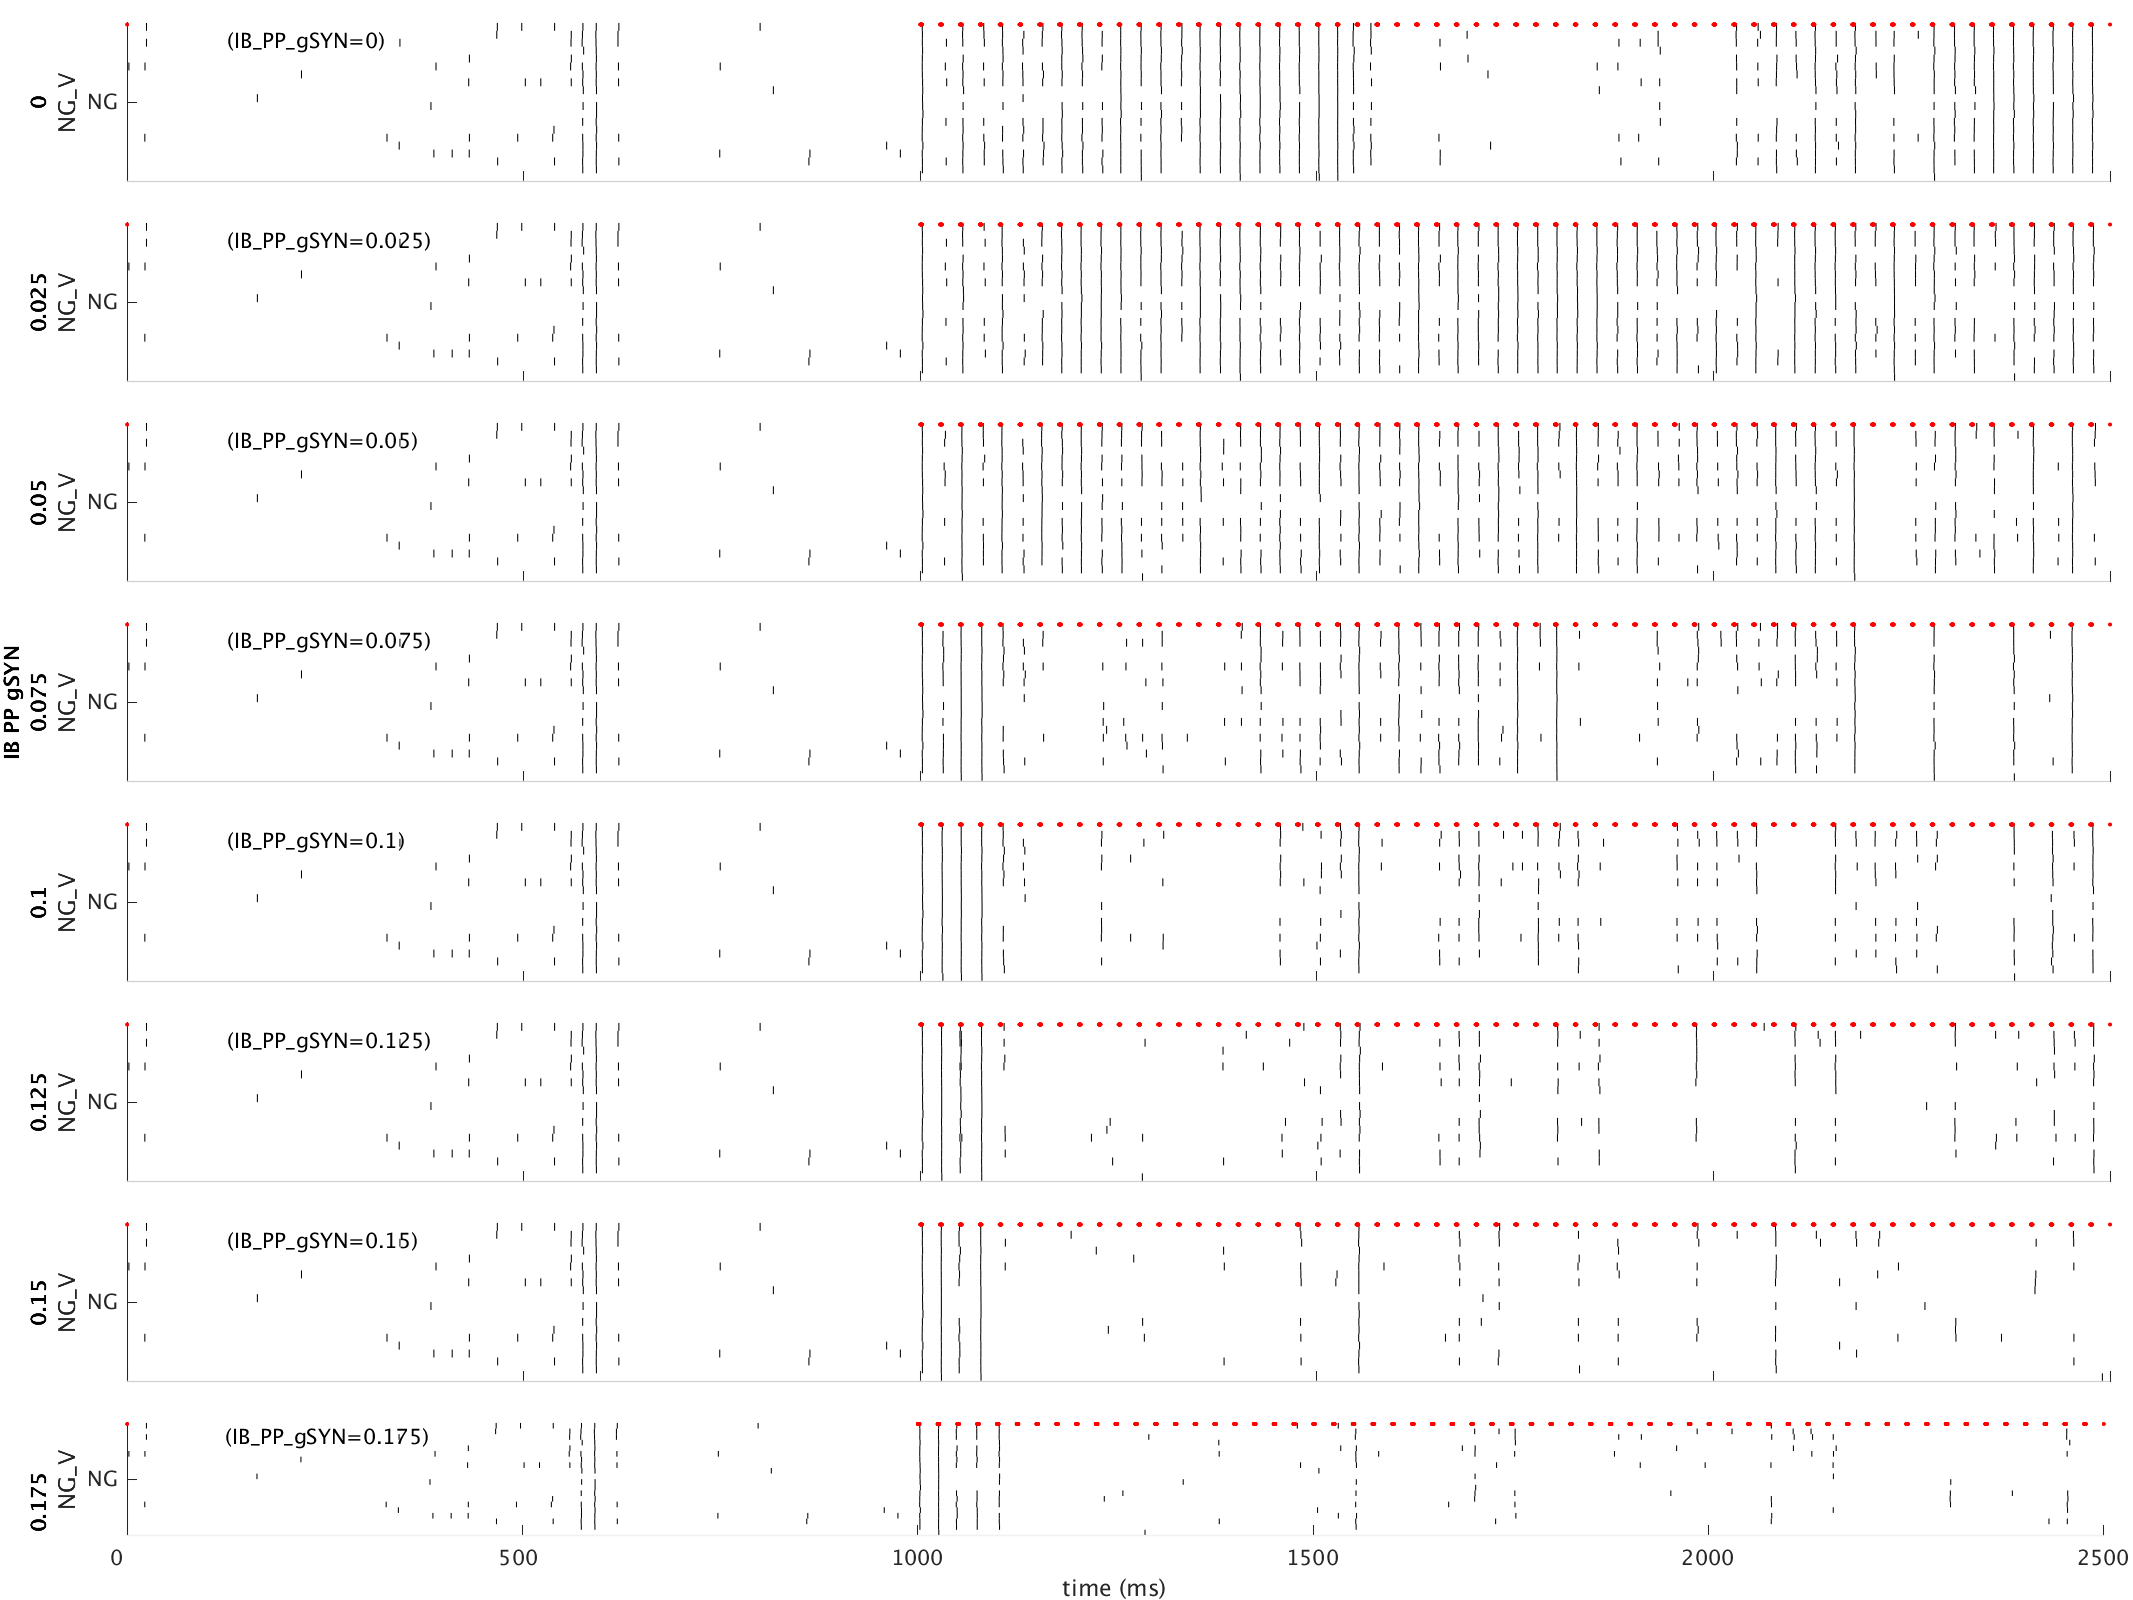 (IB_PP_gSYN=0)
0
NG_V
NG
(IB_PP_gSYN=0.025)
0.025
NG_V
NG
(IB_PP_gSYN=0.05)
0.05
NG_V
NG
IB PP gSYN
(IB_PP_gSYN=0.075)
0.075
NG_V
NG
(IB_PP_gSYN=0.1)
0.1
NG_V
NG
(IB_PP_gSYN=0.125)
0.125
NG_V
NG
(IB_PP_gSYN=0.15)
0.15
NG_V
NG
(IB_PP_gSYN=0.175)
0.175
NG_V
NG
0 500 1000 1500 2000 2500
time (ms)